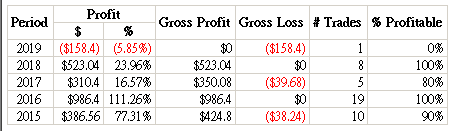 Period Profit Gross Profit Gross Loss # Trades % Profitable
$ %
2019 ($158.4) (5.85%) $0 ($158.4) 1 0%
2018 $523.04 23.96% $523.04 $0 8 100%
2017 $310.4 16.57% $350.08 ($39.68) 5 80%
2016 $986.4 111.26% $986.4 $0 19 100%
2015 $386.56 77.31% $424.8 ($38.24) 10 90%